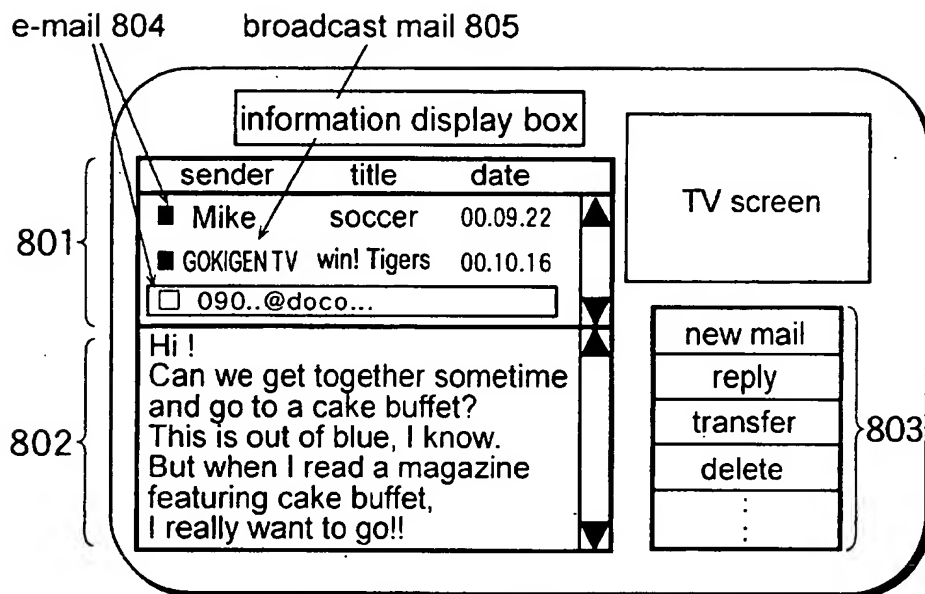 e-mail 804 broadcast mail 805
information display box
sender title date
■ Mike soccer 00.09.22
■ GOKIGEN TV win! Tigers 00.10.16
□ 090..@doco...
801
TV screen
Hi !
Can we get together sometime
and go to a cake buffet?
This is out of blue, I know.
But when I read a magazine
featuring cake buffet,
I really want to go!!
802
new mail
reply
transfer
delete
⋮
803